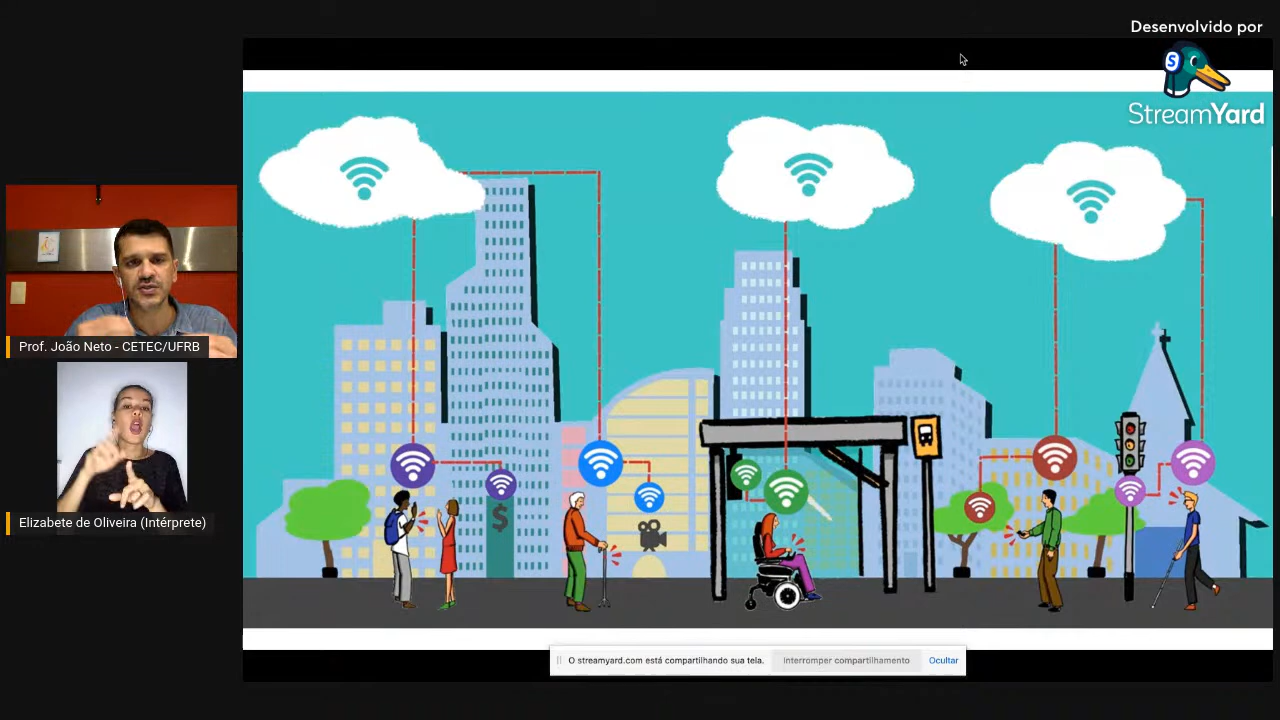 Desenvolvido por
StreamYard
Prof. João Neto - CETEC/UFRB
Elizabete de Oliveira (Intérprete)
$
O streamyard.com está compartilhando sua tela.
Interromper compartilhamento
Ocultar